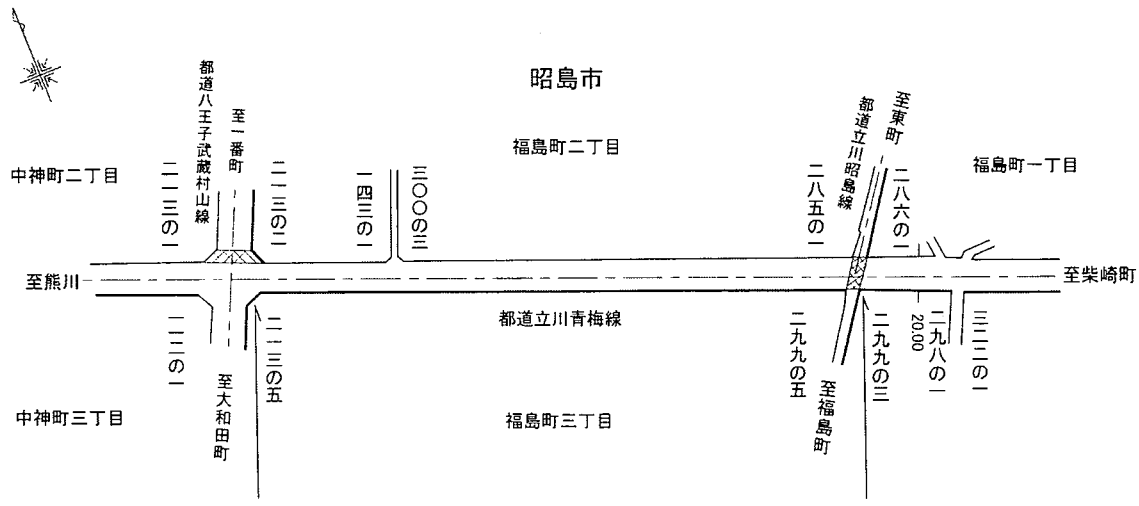 昭島市
都道八王子武蔵村山線
至一番町
中神町二丁目
二一三の一
二一三の二
一四三の一
三〇〇の三
福島町二丁目
二八五の一
都道立川昭島線
至東町
二八六の一
福島町一丁目
至熊川
至柴崎町
都道立川青梅線
一一二の一
至大和田町
二一三の五
二九九の五
至福島町
二九九の三
20.00
二九八の一
三二二の一
中神町三丁目
福島町三丁目